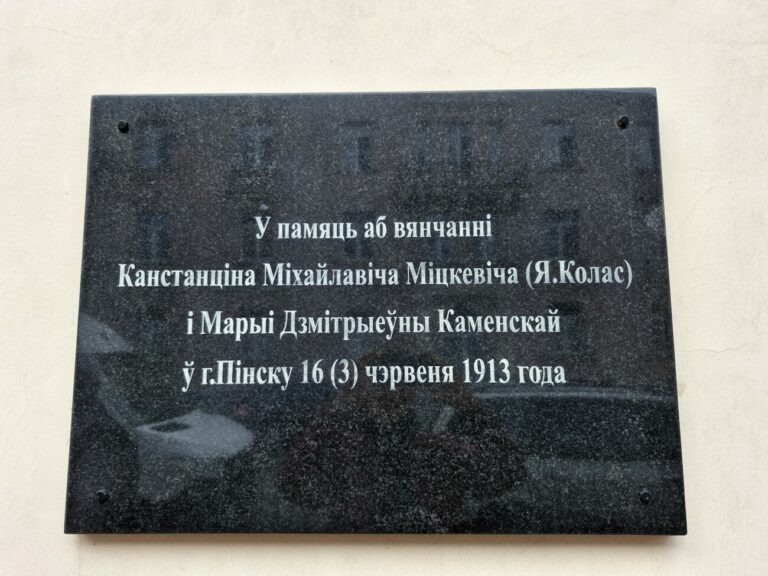 У памяць аб вянчанні
Канстанціна Міхайлавіча Міцкевіча (Я.Колас)
і Марыі Дзмітрыеўны Каменскай
ў г.Пінску 16 (3) чэрвеня 1913 года